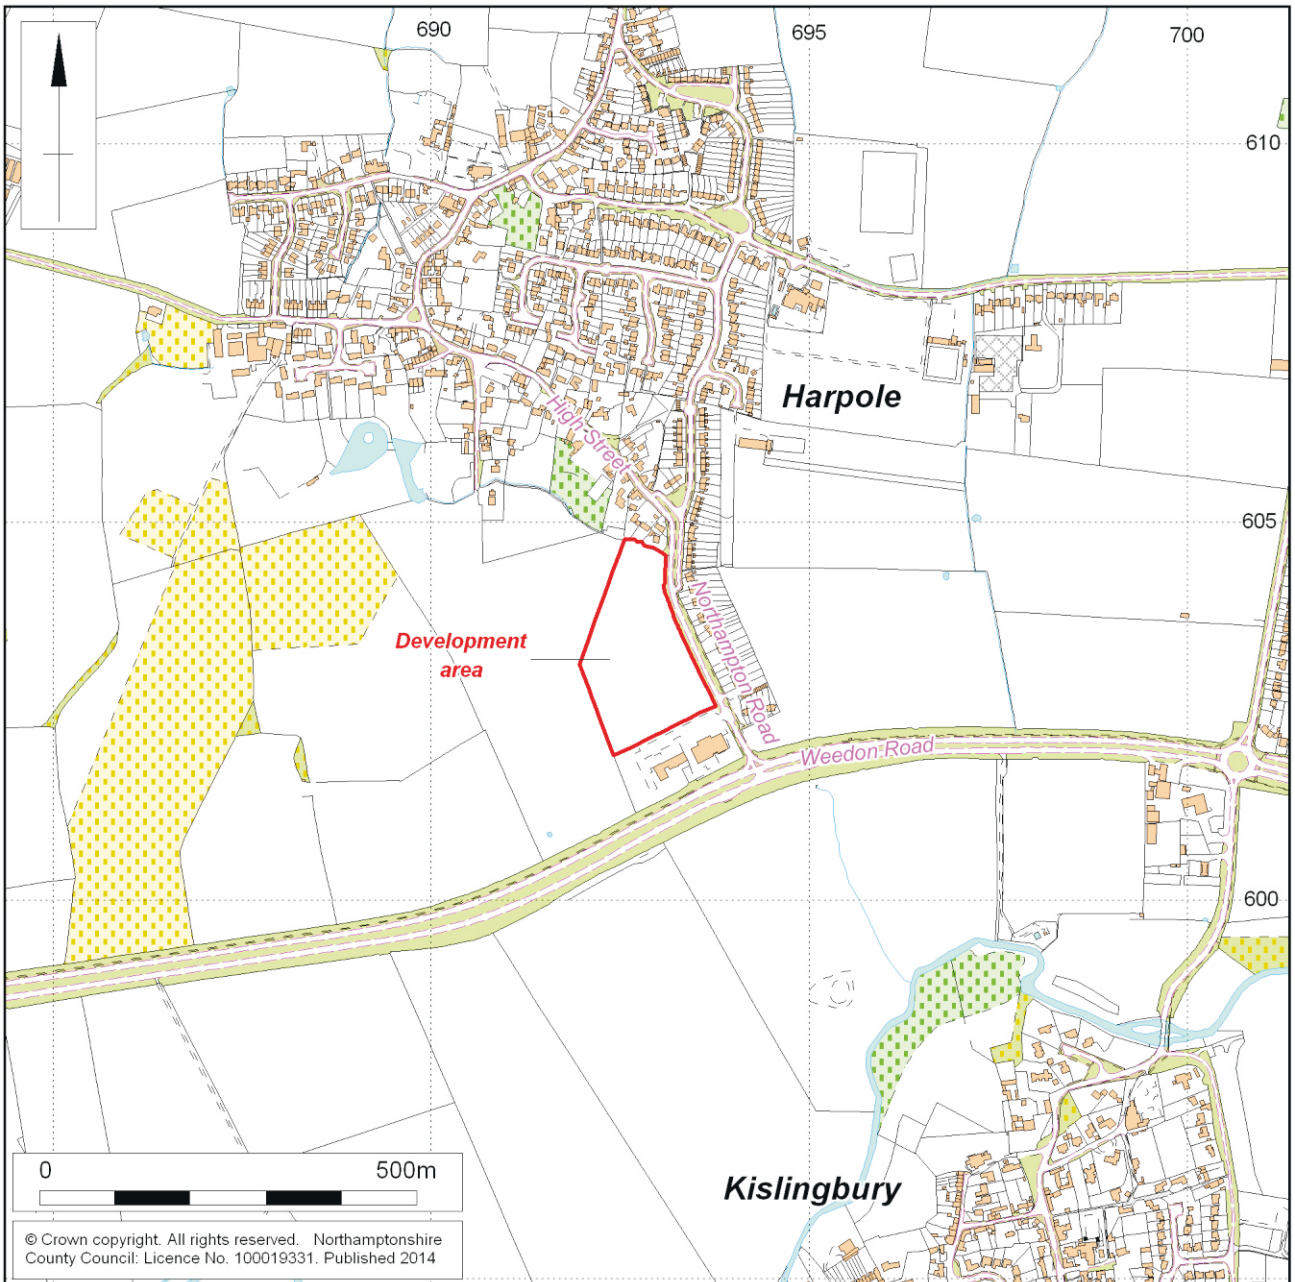 690
695
700
610
Harpole
High Street
605
Northampton Road
Development
area
Weedon Road
600
Kislingbury
0 500m
© Crown copyright. All rights reserved. Northamptonshire
County Council: Licence No. 100019331. Published 2014